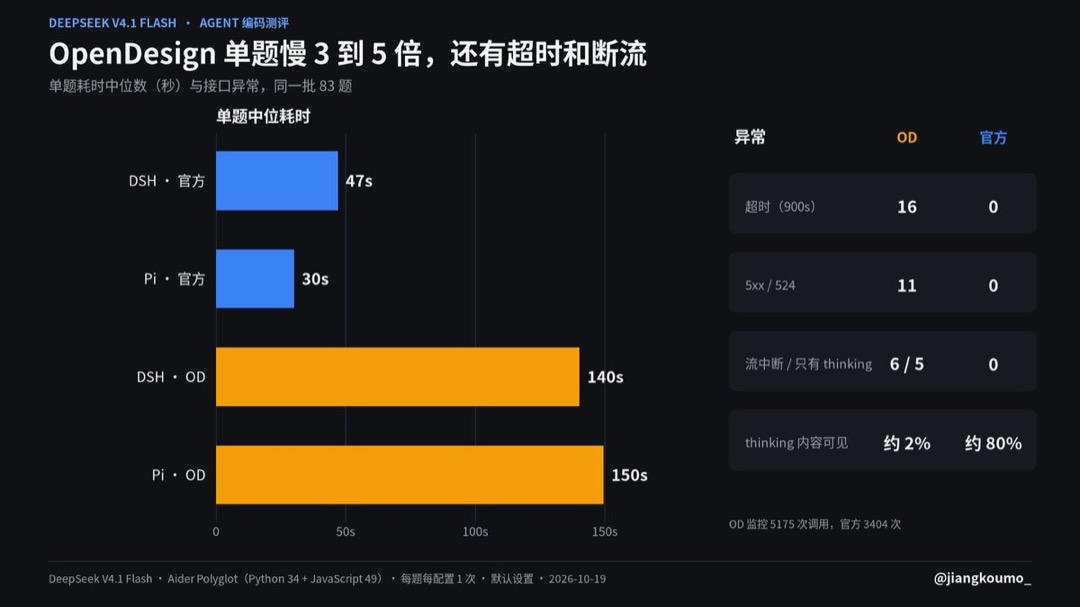 DEEPSEEK V4.1 FLASH • AGENT 编码测评
OpenDesign 单题慢 3 到 5 倍，还有超时和断流
单题耗时中位数（秒）与接口异常，同一批 83 题
单题中位耗时
DSH · 官方 47s
Pi · 官方 30s
DSH · OD 140s
Pi · OD 150s
0 50s 100s 150s
异常 OD 官方
超时（900s） 16 0
5xx / 524 11 0
流中断 / 只有 thinking 6 / 5 0
thinking 内容可见 约 2% 约 80%
OD 监控 5175 次调用，官方 3404 次
DeepSeek V4.1 Flash · Aider Polyglot（Python 34 + JavaScript 49） · 每题每配置 1 次 · 默认设置 · 2026-10-19
@jiangkoumo_